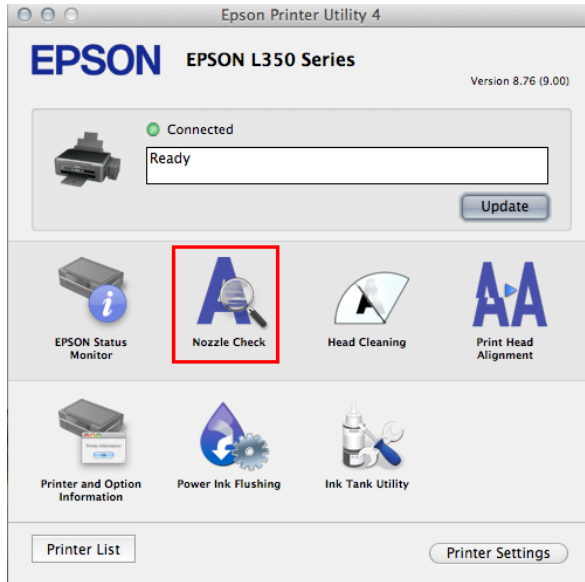 Epson Printer Utility 4
EPSON
EPSON L350 Series
Version 8.76 (9.00)
Connected
Ready
Update
EPSON Status
Monitor
Nozzle Check
Head Cleaning
Print Head
Alignment
Printer and Option
Information
Power Ink Flushing
Ink Tank Utility
Printer List
Printer Settings